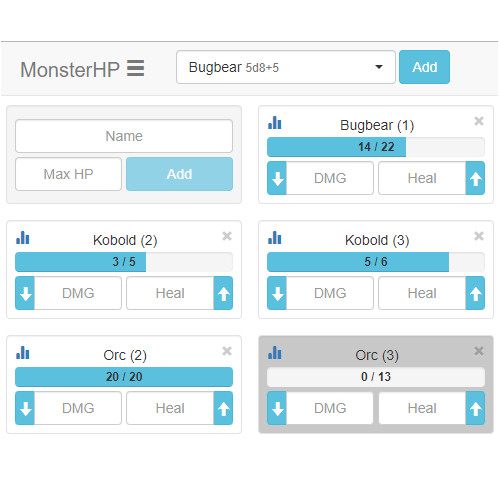 MonsterHP
Bugbear 5d8+5
Add
Name
Max HP
Add
Bugbear (1)
14 / 22
DMG
Heal
Kobold (2)
3 / 5
DMG
Heal
Kobold (3)
5 / 6
DMG
Heal
Orc (2)
20 / 20
DMG
Heal
Orc (3)
0 / 13
DMG
Heal